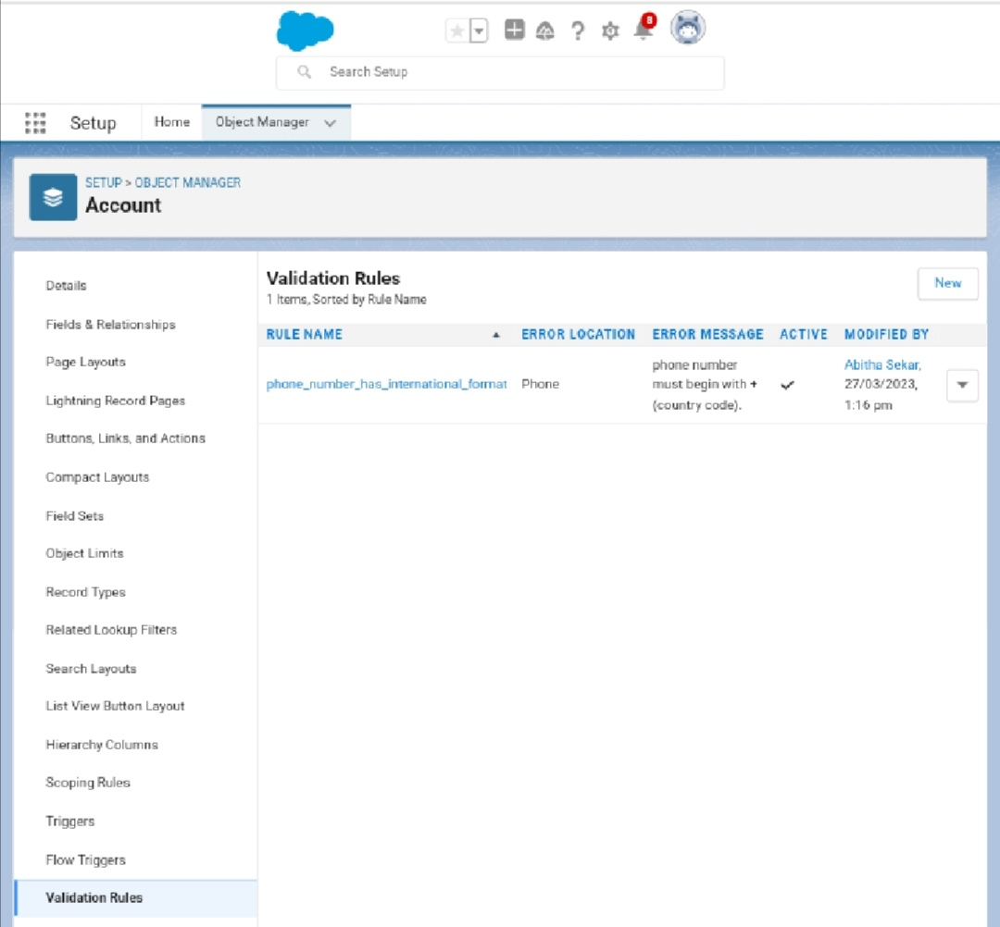 8
Search Setup
Setup
Home
Object Manager
SETUP > OBJECT MANAGER
Account
Details
Fields & Relationships
Page Layouts
Lightning Record Pages
Buttons, Links, and Actions
Compact Layouts
Field Sets
Object Limits
Record Types
Related Lookup Filters
Search Layouts
List View Button Layout
Hierarchy Columns
Scoping Rules
Triggers
Flow Triggers
Validation Rules
Validation Rules
1 Items, Sorted by Rule Name
New
RULE NAME ERROR LOCATION ERROR MESSAGE ACTIVE MODIFIED BY
phone_number_has_international_format
Phone
phone number
must begin with +
(country code).
Abitha Sekar,
27/03/2023,
1:16 pm